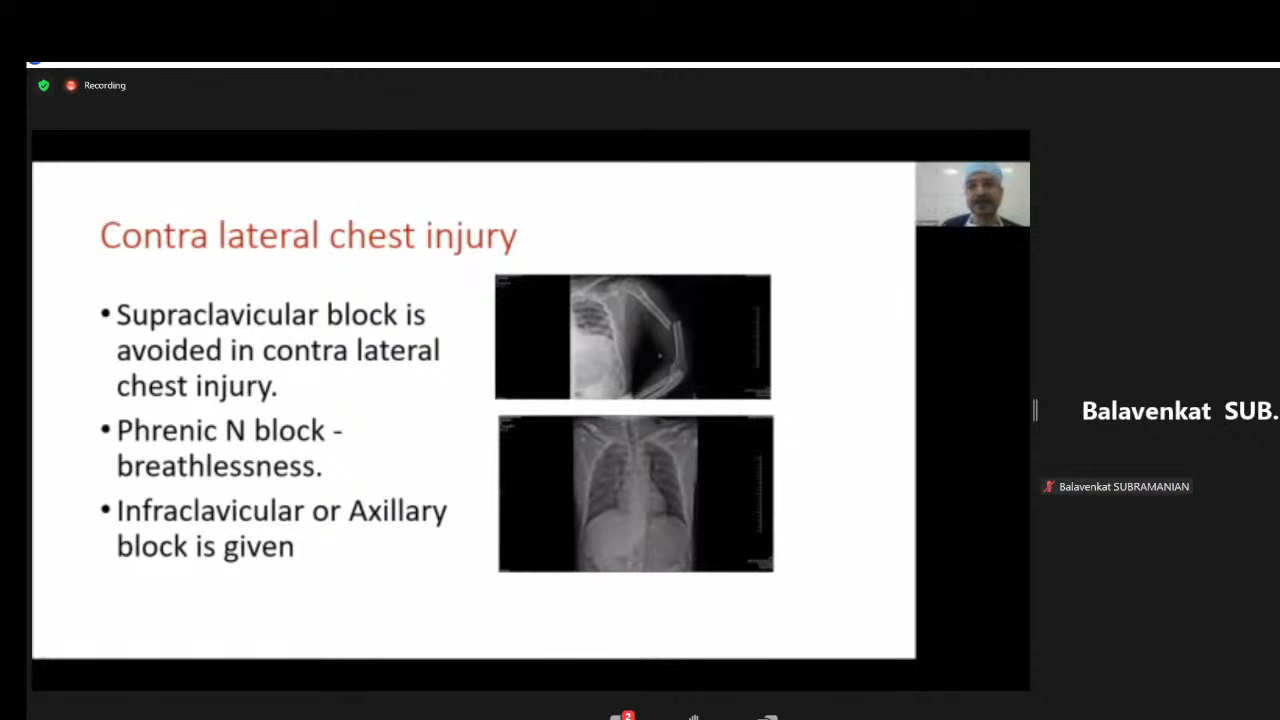 Recording
Contra lateral chest injury
• Supraclavicular block is
avoided in contra lateral
chest injury.
• Phrenic N block -
breathlessness.
• Infraclavicular or Axillary
block is given
Balavenkat SUB.
Balavenkat SUBRAMANIAN
2